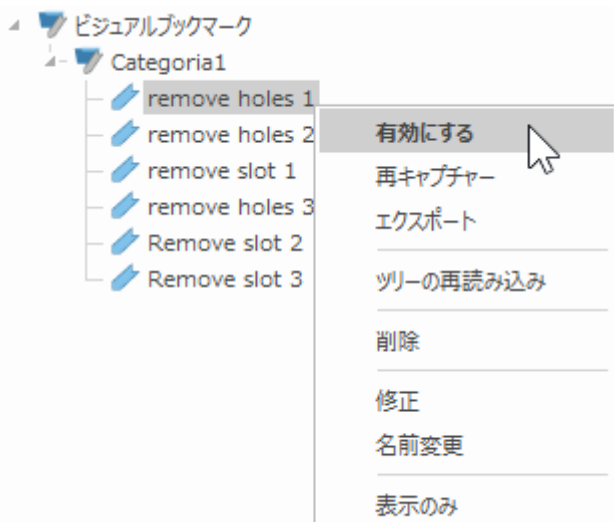 ビジュアルブックマーク
Categoria1
remove holes 1
remove holes 2
remove slot 1
remove holes 3
Remove slot 2
Remove slot 3
有効にする
再キャプチャー
エクスポート
ツリーの再読み込み
削除
修正
名前変更
表示のみ